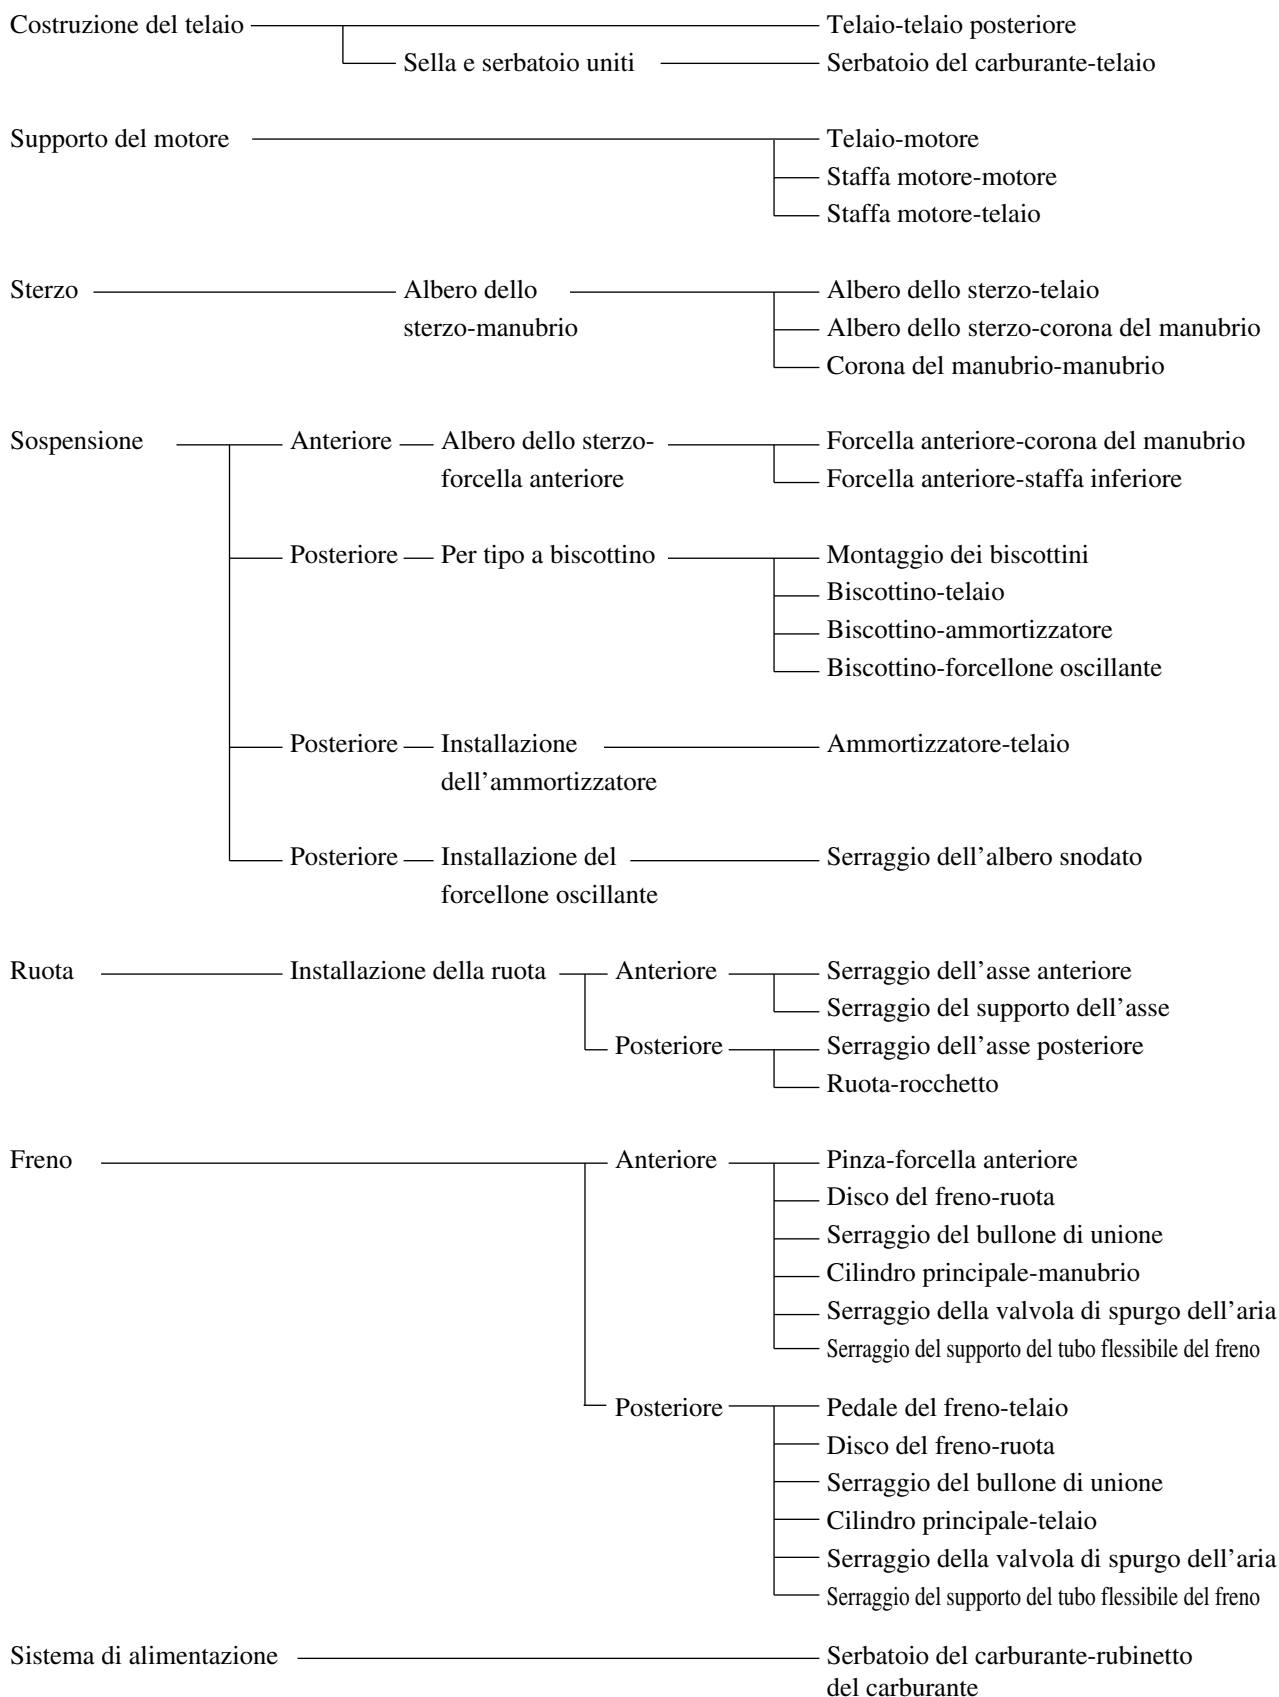 Costruzione del telaio Telaio-telaio posteriore
Sella e serbatoio uniti Serbatoio del carburante-telaio
Supporto del motore Telaio-motore
Staffa motore-motore
Staffa motore-telaio
Sterzo Albero dello Albero dello sterzo-telaio
sterzo-manubrio Albero dello sterzo-corona del manubrio
Corona del manubrio-manubrio
Sospensione Anteriore Albero dello sterzo- Forcella anteriore-corona del manubrio
forcella anteriore Forcella anteriore-staffa inferiore
Posteriore Per tipo a biscottino Montaggio dei biscottini
Biscottino-telaio
Biscottino-ammortizzatore
Biscottino-forcellone oscillante
Posteriore Installazione Ammortizzatore-telaio
dell’ammortizzatore
Posteriore Installazione del Serraggio dell’albero snodato
forcellone oscillante
Ruota Installazione della ruota Anteriore Serraggio dell’asse anteriore
Serraggio del supporto dell’asse
Posteriore Serraggio dell’asse posteriore
Ruota-rocchetto
Freno Anteriore Pinza-forcella anteriore
Disco del freno-ruota
Serraggio del bullone di unione
Cilindro principale-manubrio
Serraggio della valvola di spurgo dell’aria
Serraggio del supporto del tubo flessibile del freno
Posteriore Pedale del freno-telaio
Disco del freno-ruota
Serraggio del bullone di unione
Cilindro principale-telaio
Serraggio della valvola di spurgo dell’aria
Serraggio del supporto del tubo flessibile del freno
Sistema di alimentazione Serbatoio del carburante-rubinetto
del carburante